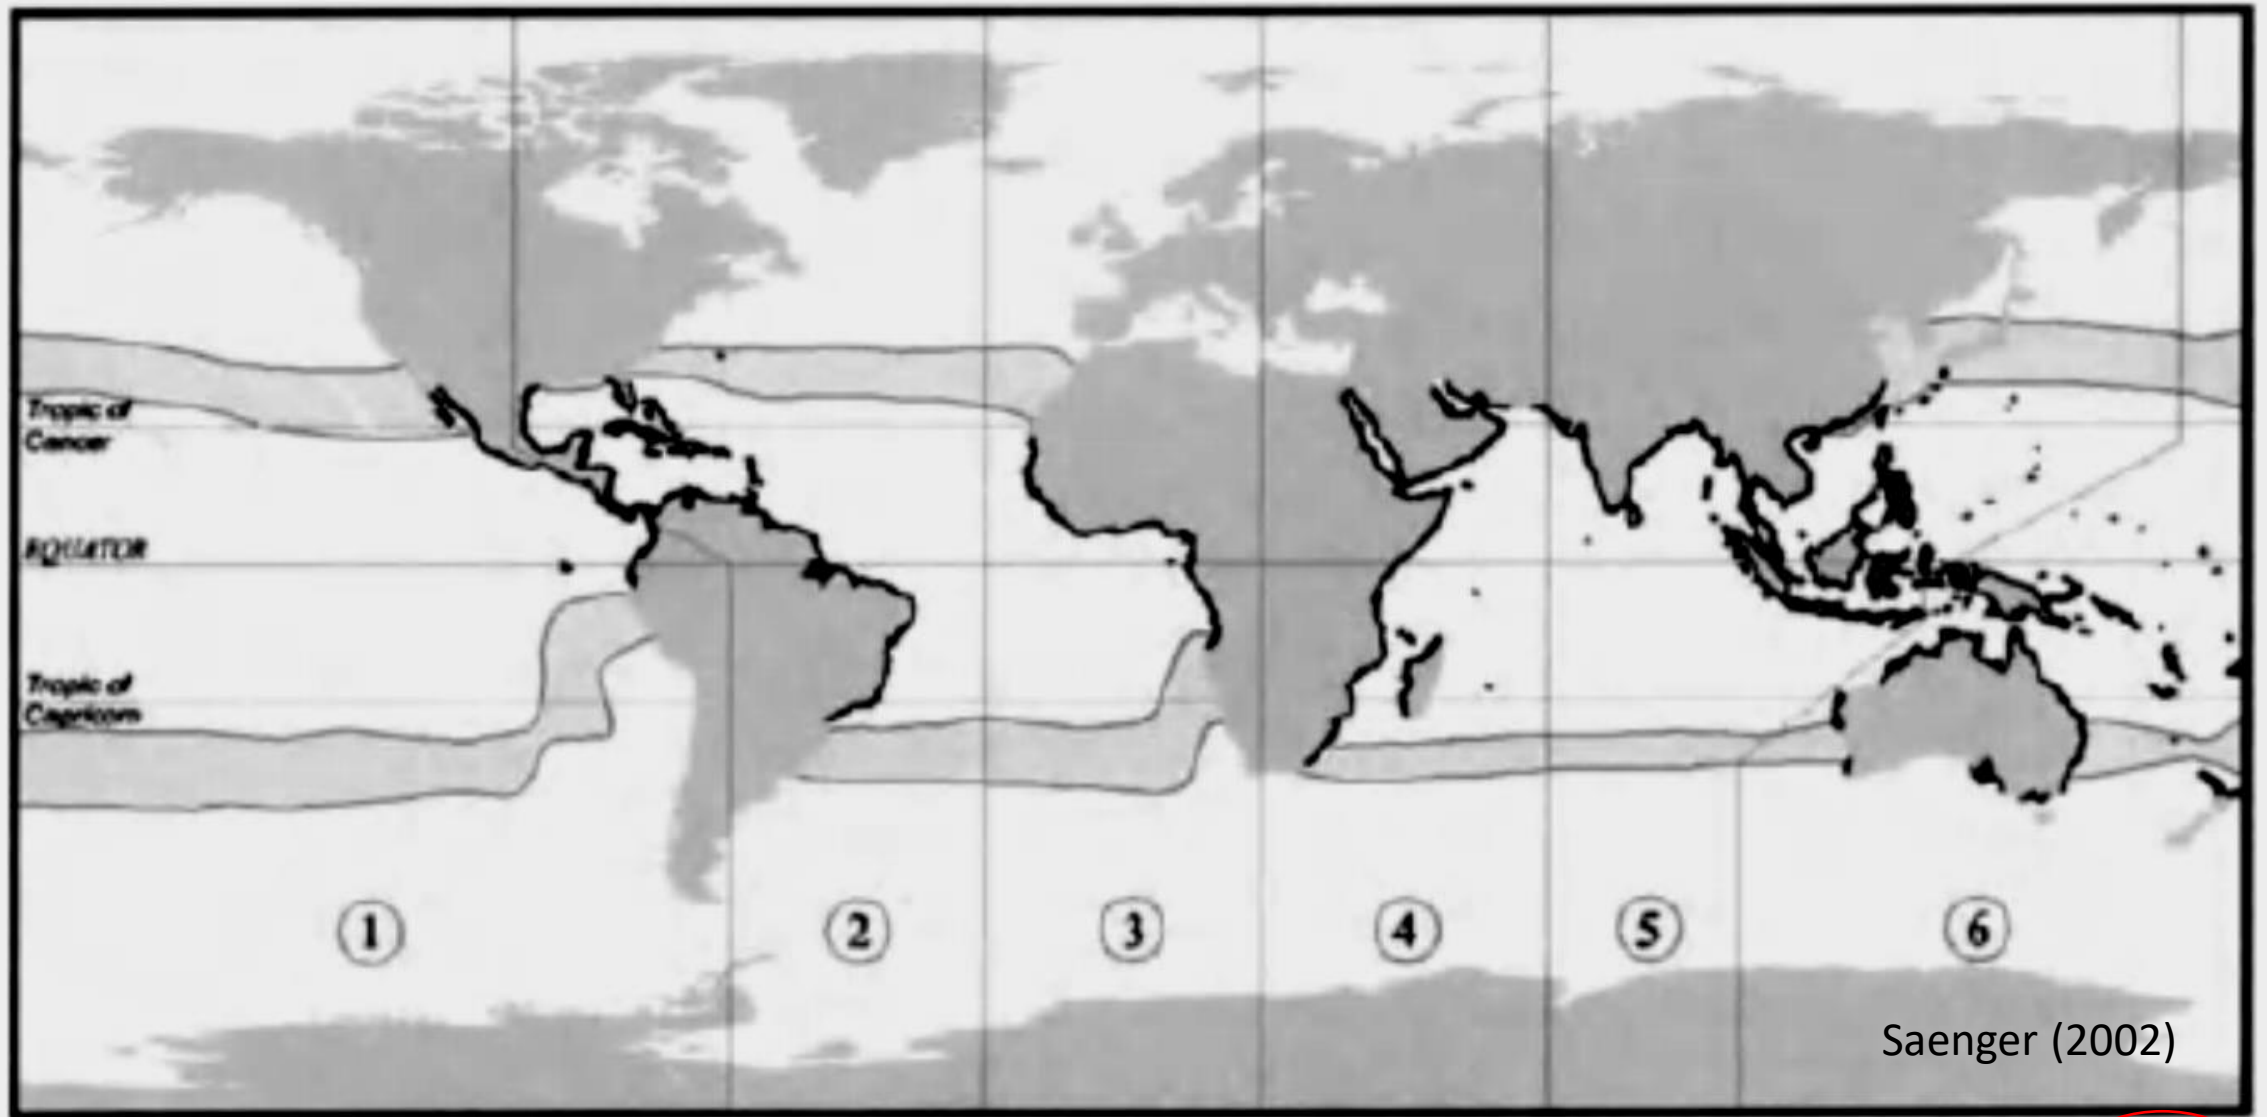 Tropic of
Cancer
EQUATOR
Tropic of
Capricorn
1 2 3 4 5 6
Saenger (2002)